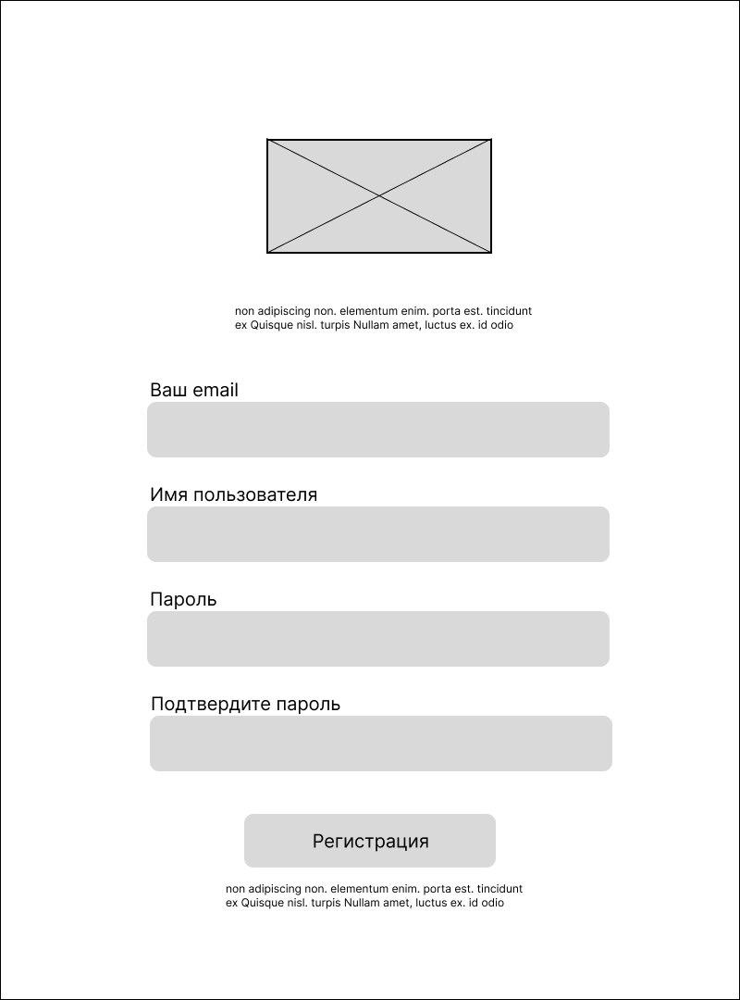 non adipiscing non. elementum enim. porta est. tincidunt
ex Quisque nisl. turpis Nullam amet, luctus ex. id odio
Ваш email
Имя пользователя
Пароль
Подтвердите пароль
Регистрация
non adipiscing non. elementum enim. porta est. tincidunt
ex Quisque nisl. turpis Nullam amet, luctus ex. id odio